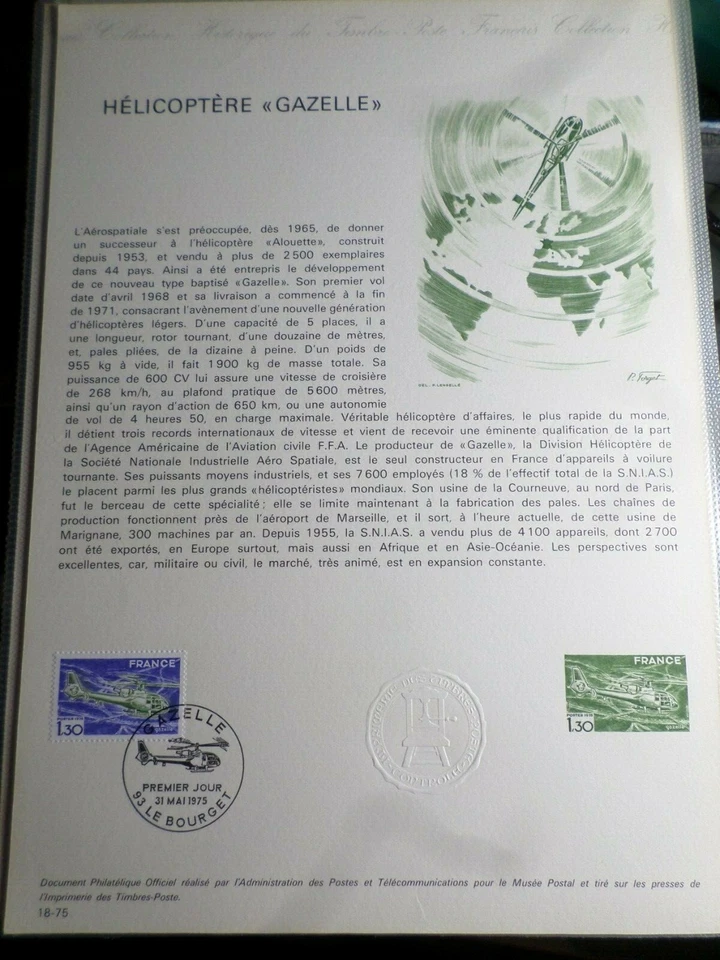 Collection Historique du Timbre-Poste Français Collection H
HÉLICOPTÈRE «GAZELLE»
L'Aérospatiale s'est préoccupée, dès 1965, de donner
un successeur à l'hélicoptère «Alouette», construit
depuis 1953, et vendu à plus de 2500 exemplaires
dans 44 pays. Ainsi a été entrepris le développement
de ce nouveau type baptisé «Gazelle». Son premier vol
date d'avril 1968 et sa livraison a commencé à la fin
de 1971, consacrant l'avènement d'une nouvelle génération
d'hélicoptères légers. D'une capacité de 5 places, il a
une longueur, rotor tournant, d'une douzaine de mètres,
et, pales pliées, de la dizaine à peine. D'un poids de
955 kg à vide, il fait 1900 kg de masse totale. Sa
puissance de 600 CV lui assure une vitesse de croisière
de 268 km/h, au plafond pratique de 5600 mètres,
ainsi qu'un rayon d'action de 650 km, ou une autonomie
de vol de 4 heures 50, en charge maximale. Véritable hélicoptère d'affaires, le plus rapide du monde,
il détient trois records internationaux de vitesse et vient de recevoir une éminente qualification de la part
de l'Agence Américaine de l'Aviation civile F.F.A. Le producteur de «Gazelle», la Division Hélicoptère de
la Société Nationale Industrielle Aéro Spatiale, est le seul constructeur en France d'appareils à voilure
tournante. Ses puissants moyens industriels, et ses 7600 employés (18 % de l'effectif total de la S.N.I.A.S.)
le placent parmi les plus grands «hélicoptéristes» mondiaux. Son usine de la Courneuve, au nord de Paris,
fut le berceau de cette spécialité; elle se limite maintenant à la fabrication des pales. Les chaînes de
production fonctionnent près de l'aéroport de Marseille, et il sort, à l'heure actuelle, de cette usine de
Marignane, 300 machines par an. Depuis 1955, la S.N.I.A.S. a vendu plus de 4100 appareils, dont 2700
ont été exportés, en Europe surtout, mais aussi en Afrique et en Asie-Océanie. Les perspectives sont
excellentes, car, militaire ou civil, le marché, très animé, est en expansion constante.
DEL. P. LAHSELLE
P. Forget
FRANCE
POSTES 1975
1.30
GAZELLE
PREMIER JOUR
31 MAI 1975
93 LE BOURGET
FRANCE
POSTES 1975
1.30
Document Philatélique Officiel réalisé par l'Administration des Postes et Télécommunications pour le Musée Postal et tiré sur les presses de
l'Imprimerie des Timbres-Poste.
18-75